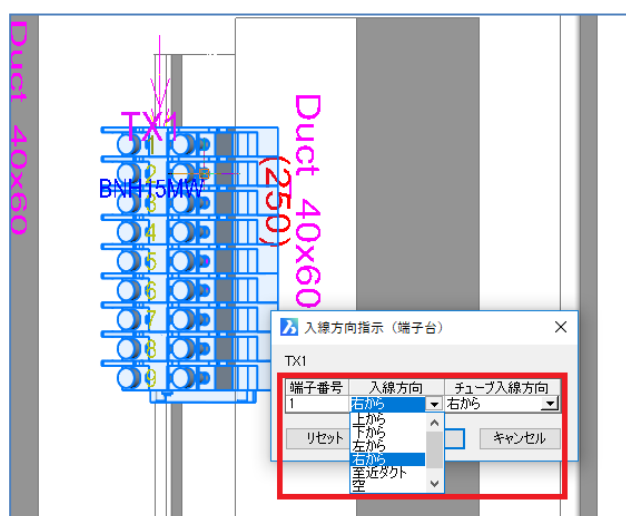 Duct 40x60
TX1
1
2
BNH15MW
3
4
5
6
7
8
9
Duct 40x60
(250)
入線方向指示（端子台）
TX1
端子番号 入線方向 チューブ入線方向
1 右から 右から
上から
下から
左から
右から
至近ダクト
空
リセット キャンセル